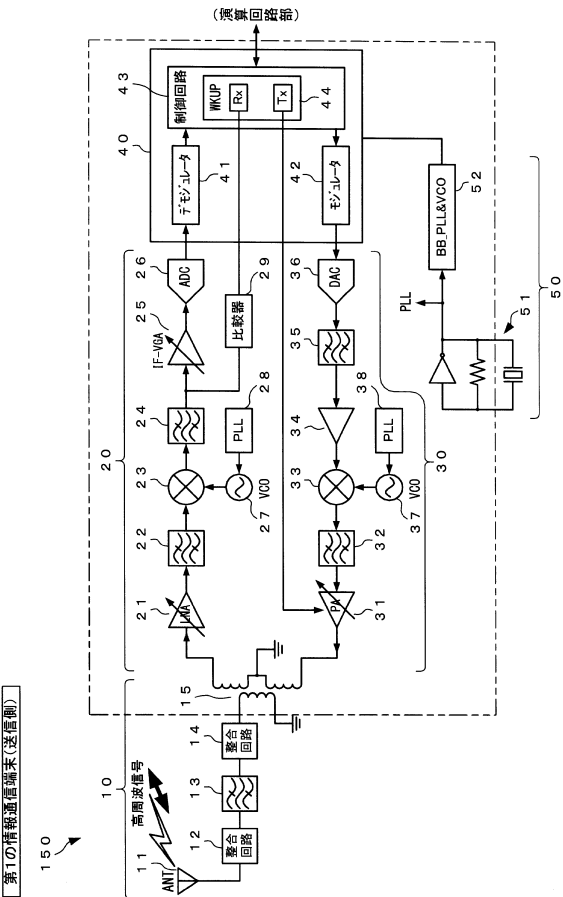 第1の情報通信端末(送信側)
150
10
20
30
40
50
高周波信号
ANT
11
整合回路
12
13
整合回路
14
15
LNA
21
22
23
24
IF-VGA
25
ADC
26
VCO
27
PLL
28
比較器
29
PA
31
32
33
34
35
DAC
36
VCO
37
PLL
38
デモジュレータ
41
モジュレータ
42
制御回路
43
WKUP
Rx
Tx
44
(演算回路部)
PLL
51
BB_PLL&VCO
52